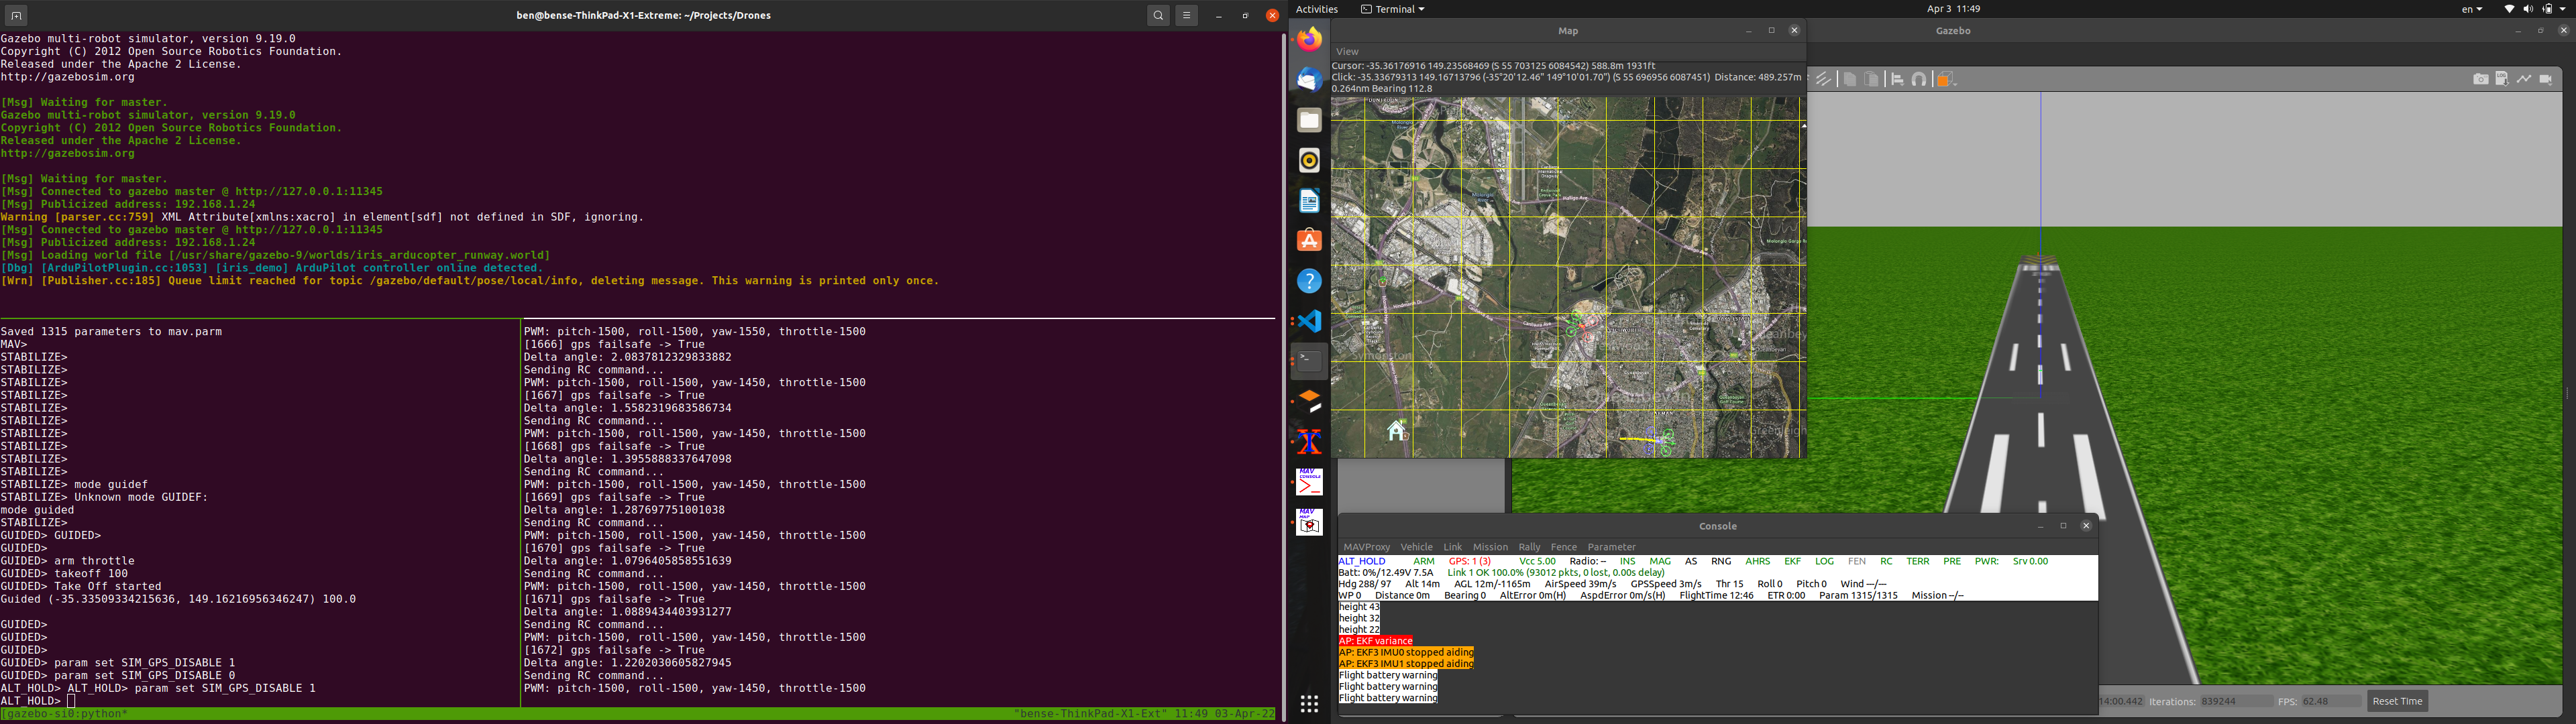 ben@bense-ThinkPad-X1-Extreme: ~/Projects/Drones
Gazebo multi-robot simulator, version 9.19.0
Copyright (C) 2012 Open Source Robotics Foundation.
Released under the Apache 2 License.
http://gazebosim.org
[Msg] Waiting for master.
Gazebo multi-robot simulator, version 9.19.0
Copyright (C) 2012 Open Source Robotics Foundation.
Released under the Apache 2 License.
http://gazebosim.org
[Msg] Waiting for master.
[Msg] Connected to gazebo master @ http://127.0.0.1:11345
[Msg] Publicized address: 192.168.1.24
Warning [parser.cc:759] XML Attribute[xmlns:xacro] in element[sdf] not defined in SDF, ignoring.
[Msg] Connected to gazebo master @ http://127.0.0.1:11345
[Msg] Publicized address: 192.168.1.24
[Msg] Loading world file [/usr/share/gazebo-9/worlds/iris_arducopter_runway.world]
[Dbg] [ArduPilotPlugin.cc:1053] [iris_demo] ArduPilot controller online detected.
[Wrn] [Publisher.cc:185] Queue limit reached for topic /gazebo/default/pose/local/info, deleting message. This warning is printed only once.
Saved 1315 parameters to mav.parm
MAV>
STABILIZE>
STABILIZE>
STABILIZE>
STABILIZE>
STABILIZE>
STABILIZE>
STABILIZE>
STABILIZE>
STABILIZE>
STABILIZE>
STABILIZE> mode guidef
STABILIZE> Unknown mode GUIDEF:
mode guided
STABILIZE>
GUIDED> GUIDED>
GUIDED>
GUIDED> arm throttle
GUIDED> takeoff 100
GUIDED> Take Off started
Guided (-35.33509334215636, 149.16216956346247) 100.0
GUIDED>
GUIDED>
GUIDED>
GUIDED> param set SIM_GPS_DISABLE 1
GUIDED> param set SIM_GPS_DISABLE 0
ALT_HOLD> ALT_HOLD> param set SIM_GPS_DISABLE 1
ALT_HOLD>
PWM: pitch-1500, roll-1500, yaw-1550, throttle-1500
[1666] gps failsafe -> True
Delta angle: 2.0837812329833882
Sending RC command...
PWM: pitch-1500, roll-1500, yaw-1450, throttle-1500
[1667] gps failsafe -> True
Delta angle: 1.5582319683586734
Sending RC command...
PWM: pitch-1500, roll-1500, yaw-1450, throttle-1500
[1668] gps failsafe -> True
Delta angle: 1.3955888337647098
Sending RC command...
PWM: pitch-1500, roll-1500, yaw-1450, throttle-1500
[1669] gps failsafe -> True
Delta angle: 1.287697751001038
Sending RC command...
PWM: pitch-1500, roll-1500, yaw-1450, throttle-1500
[1670] gps failsafe -> True
Delta angle: 1.0796405858551639
Sending RC command...
PWM: pitch-1500, roll-1500, yaw-1450, throttle-1500
[1671] gps failsafe -> True
Delta angle: 1.0889434403931277
Sending RC command...
PWM: pitch-1500, roll-1500, yaw-1450, throttle-1500
[1672] gps failsafe -> True
Delta angle: 1.2202030605827945
Sending RC command...
PWM: pitch-1500, roll-1500, yaw-1450, throttle-1500
[gazebo-si0:python* "bense-ThinkPad-X1-Ext" 11:49 03-Apr-22
Activities Terminal Apr 3 11:49 en
Map
View
Cursor: -35.36176916 149.23568469 (S 55 703125 6084542) 588.8m 1931ft
Click: -35.33679313 149.16713796 (-35°20'12.46" 149°10'01.70") (S 55 696956 6087451) Distance: 489.257m
0.264nm Bearing 112.8
Gazebo
MAV
CONSOLE
MAV
MAP
Console
MAVProxy Vehicle Link Mission Rally Fence Parameter
ALT_HOLD ARM GPS: 1 (3) Vcc 5.00 Radio: -- INS MAG AS RNG AHRS EKF LOG FEN RC TERR PRE PWR: Srv 0.00
Batt: 0%/12.49V 7.5A Link 1 OK 100.0% (93012 pkts, 0 lost, 0.00s delay)
Hdg 288/ 97 Alt 14m AGL 12m/-1165m AirSpeed 39m/s GPSSpeed 3m/s Thr 15 Roll 0 Pitch 0 Wind ---/---
WP 0 Distance 0m Bearing 0 AltError 0m(H) AspdError 0m/s(H) FlightTime 12:46 ETR 0:00 Param 1315/1315 Mission --/--
height 43
height 32
height 22
AP: EKF variance
AP: EKF3 IMU0 stopped aiding
AP: EKF3 IMU1 stopped aiding
Flight battery warning
Flight battery warning
Flight battery warning
14:00.442 Iterations: 839244 FPS: 62.48 Reset Time